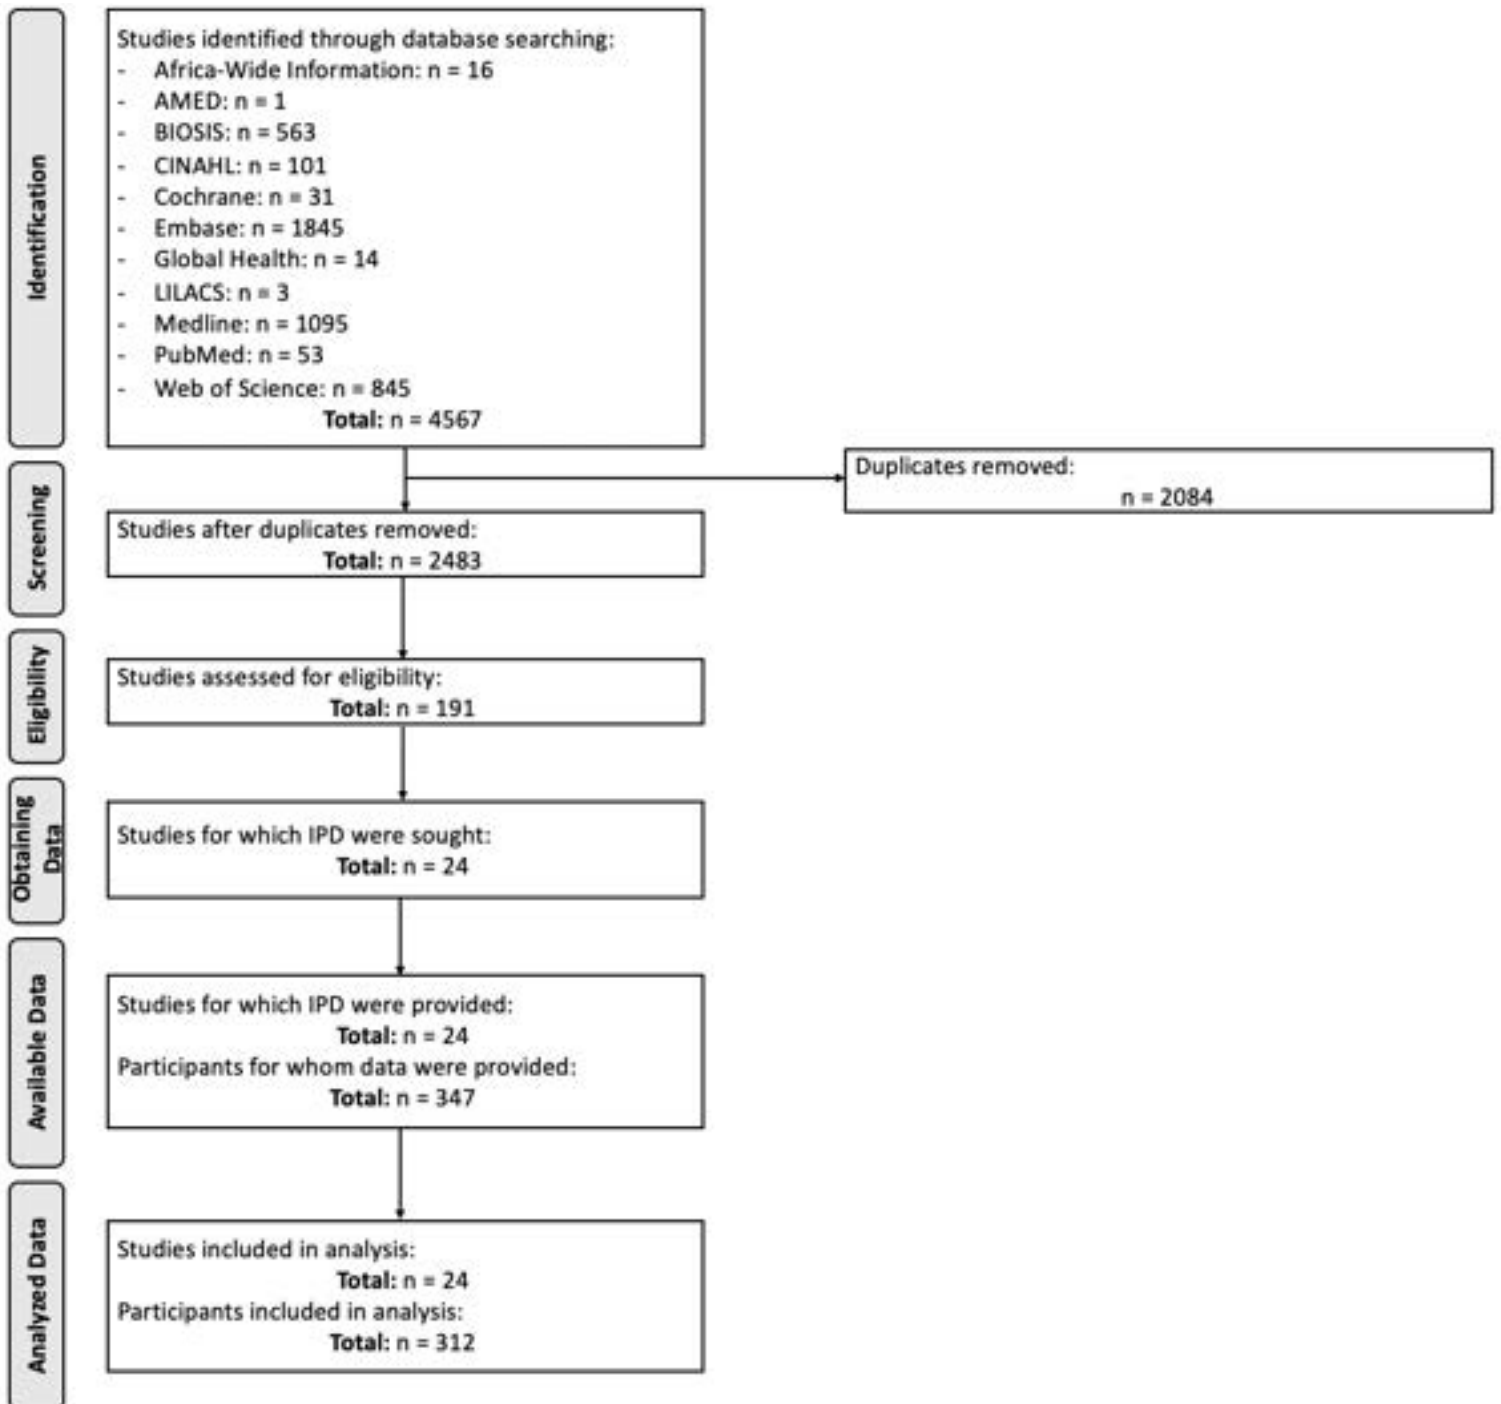 Identification
Studies identified through database searching:
- Africa-Wide Information: n = 16
- AMED: n = 1
- BIOSIS: n = 563
- CINAHL: n = 101
- Cochrane: n = 31
- Embase: n = 1845
- Global Health: n = 14
- LILACS: n = 3
- Medline: n = 1095
- PubMed: n = 53
- Web of Science: n = 845
Total: n = 4567
Duplicates removed:
n = 2084
Screening
Studies after duplicates removed:
Total: n = 2483
Eligibility
Studies assessed for eligibility:
Total: n = 191
Obtaining
Data
Studies for which IPD were sought:
Total: n = 24
Available Data
Studies for which IPD were provided:
Total: n = 24
Participants for whom data were provided:
Total: n = 347
Analyzed Data
Studies included in analysis:
Total: n = 24
Participants included in analysis:
Total: n = 312